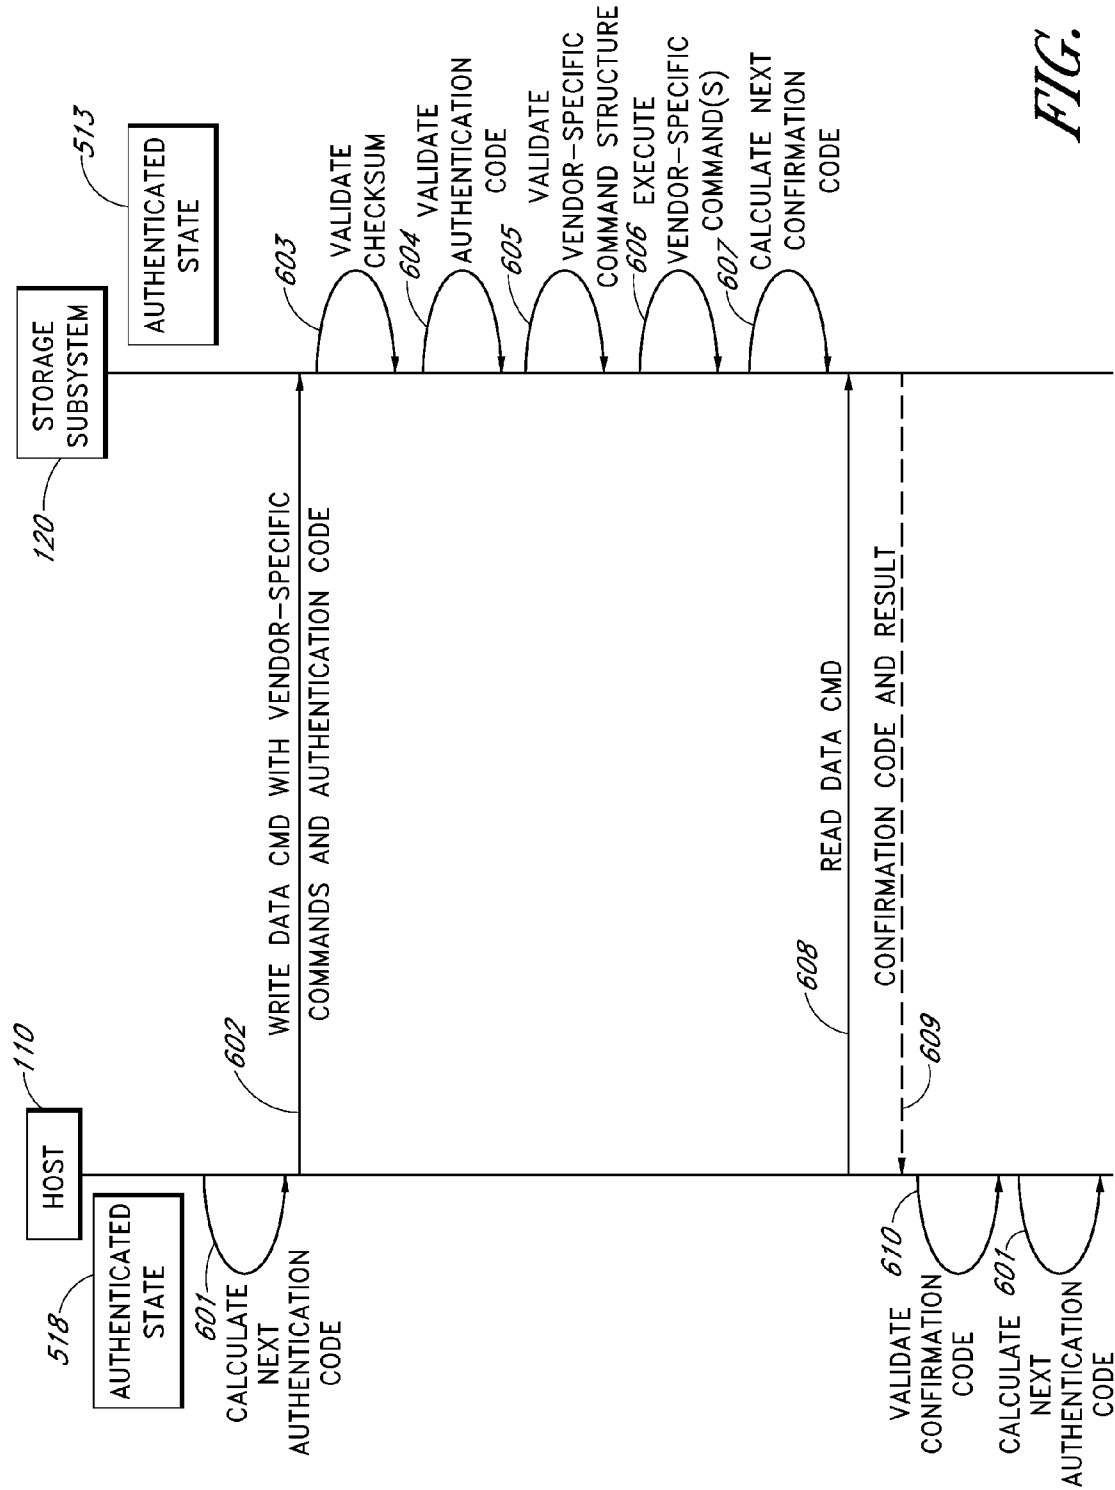 518
AUTHENTICATED
STATE
HOST
110
120
STORAGE
SUBSYSTEM
513
AUTHENTICATED
STATE
601
CALCULATE
NEXT
AUTHENTICATION
CODE
602
WRITE DATA CMD WITH VENDOR-SPECIFIC
COMMANDS AND AUTHENTICATION CODE
603
VALIDATE
CHECKSUM
604
VALIDATE
AUTHENTICATION
CODE
605
VALIDATE
VENDOR-SPECIFIC
COMMAND STRUCTURE
606
EXECUTE
VENDOR-SPECIFIC
COMMAND(S)
607
CALCULATE NEXT
CONFIRMATION
CODE
608
READ DATA CMD
CONFIRMATION CODE AND RESULT
609
610
VALIDATE
CONFIRMATION
CODE
601
CALCULATE
NEXT
AUTHENTICATION
CODE
FIG.